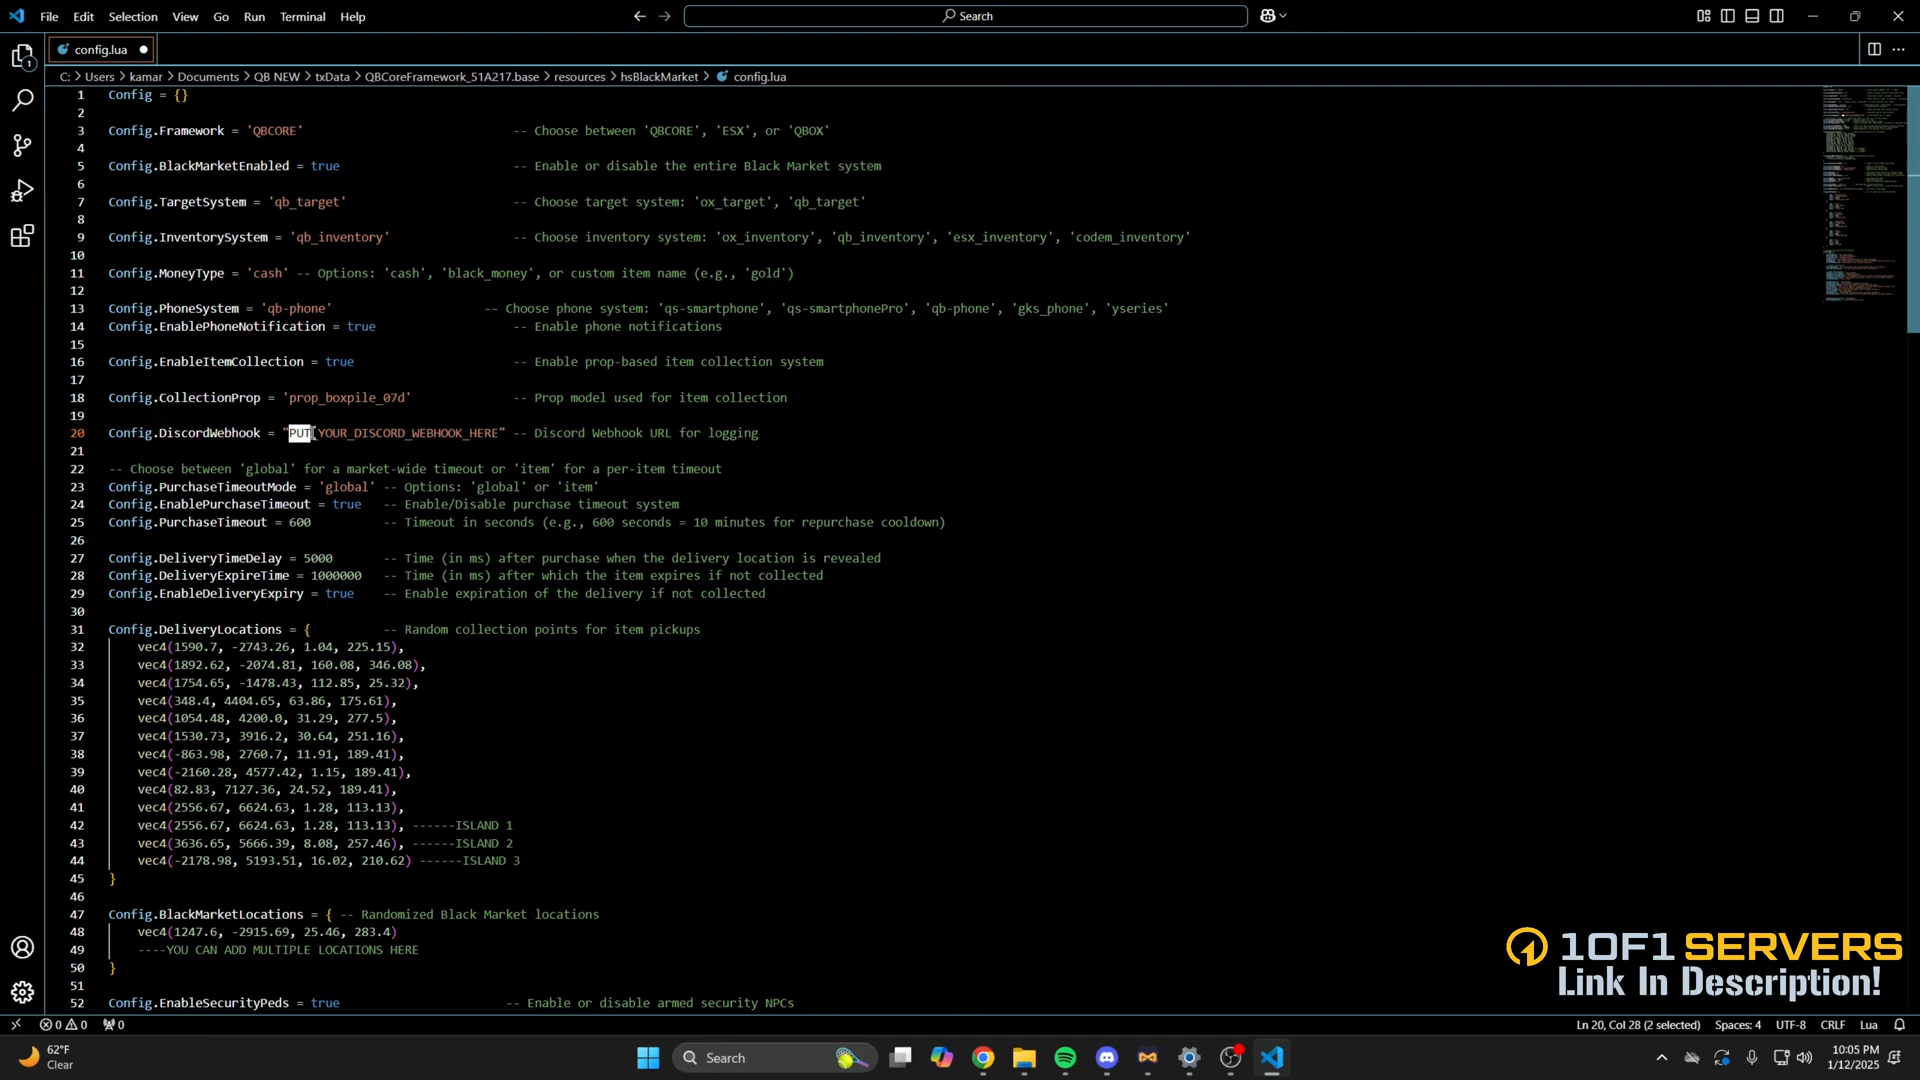 File Edit Selection View Go Run Terminal Help
Search
config.lua
C: > Users > kamar > Documents > QB NEW > txData > QBCoreFramework_51A217.base > resources > hsBlackMarket > config.lua
1 Config = {}
2
3 Config.Framework = 'QBCORE' -- Choose between 'QBCORE', 'ESX', or 'QBOX'
4
5 Config.BlackMarketEnabled = true -- Enable or disable the entire Black Market system
6
7 Config.TargetSystem = 'qb_target' -- Choose target system: 'ox_target', 'qb_target'
8
9 Config.InventorySystem = 'qb_inventory' -- Choose inventory system: 'ox_inventory', 'qb_inventory', 'esx_inventory', 'codem_inventory'
10
11 Config.MoneyType = 'cash' -- Options: 'cash', 'black_money', or custom item name (e.g., 'gold')
12
13 Config.PhoneSystem = 'qb-phone' -- Choose phone system: 'qs-smartphone', 'qs-smartphonePro', 'qb-phone', 'gks_phone', 'yseries'
14 Config.EnablePhoneNotification = true -- Enable phone notifications
15
16 Config.EnableItemCollection = true -- Enable prop-based item collection system
17
18 Config.CollectionProp = 'prop_boxpile_07d' -- Prop model used for item collection
19
20 Config.DiscordWebhook = "PUT_YOUR_DISCORD_WEBHOOK_HERE" -- Discord Webhook URL for logging
21
22 -- Choose between 'global' for a market-wide timeout or 'item' for a per-item timeout
23 Config.PurchaseTimeoutMode = 'global' -- Options: 'global' or 'item'
24 Config.EnablePurchaseTimeout = true -- Enable/Disable purchase timeout system
25 Config.PurchaseTimeout = 600 -- Timeout in seconds (e.g., 600 seconds = 10 minutes for repurchase cooldown)
26
27 Config.DeliveryTimeDelay = 5000 -- Time (in ms) after purchase when the delivery location is revealed
28 Config.DeliveryExpireTime = 1000000 -- Time (in ms) after which the item expires if not collected
29 Config.EnableDeliveryExpiry = true -- Enable expiration of the delivery if not collected
30
31 Config.DeliveryLocations = { -- Random collection points for item pickups
32 vec4(1590.7, -2743.26, 1.04, 225.15),
33 vec4(1892.62, -2074.81, 160.08, 346.08),
34 vec4(1754.65, -1478.43, 112.85, 25.32),
35 vec4(348.4, 4404.65, 63.86, 175.61),
36 vec4(1054.48, 4200.0, 31.29, 277.5),
37 vec4(1530.73, 3916.2, 30.64, 251.16),
38 vec4(-863.98, 2760.7, 11.91, 189.41),
39 vec4(-2160.28, 4577.42, 1.15, 189.41),
40 vec4(82.83, 7127.36, 24.52, 189.41),
41 vec4(2556.67, 6624.63, 1.28, 113.13),
42 vec4(2556.67, 6624.63, 1.28, 113.13), ------ISLAND 1
43 vec4(3636.65, 5666.39, 8.08, 257.46), ------ISLAND 2
44 vec4(-2178.98, 5193.51, 16.02, 210.62) ------ISLAND 3
45 }
46
47 Config.BlackMarketLocations = { -- Randomized Black Market locations
48 vec4(1247.6, -2915.69, 25.46, 283.4)
49 ----YOU CAN ADD MULTIPLE LOCATIONS HERE
50 }
51
52 Config.EnableSecurityPeds = true -- Enable or disable armed security NPCs
1OF1 SERVERS
Link In Description!
0 0 0 Ln 20, Col 28 (2 selected) Spaces: 4 UTF-8 CRLF Lua
62°F
Clear
Search
10:05 PM
1/12/2025